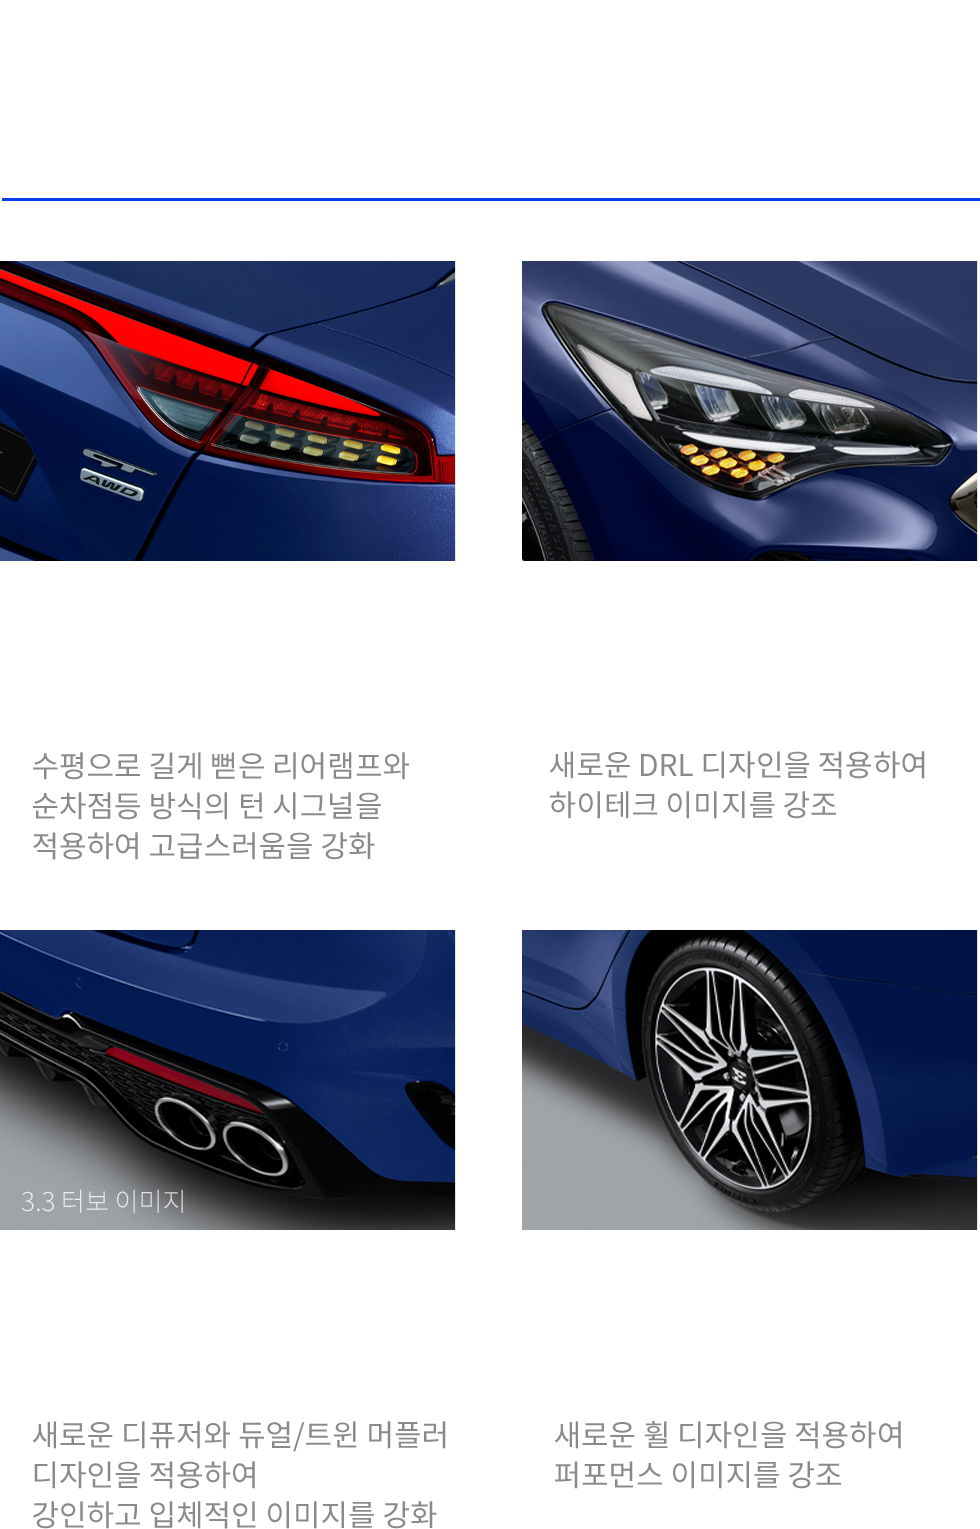 GT
AWD
수평으로 길게 뻗은 리어램프와
순차점등 방식의 턴 시그널을
적용하여 고급스러움을 강화
새로운 DRL 디자인을 적용하여
하이테크 이미지를 강조
3.3 터보 이미지
새로운 디퓨저와 듀얼/트윈 머플러
디자인을 적용하여
강인하고 입체적인 이미지를 강화
새로운 휠 디자인을 적용하여
퍼포먼스 이미지를 강조